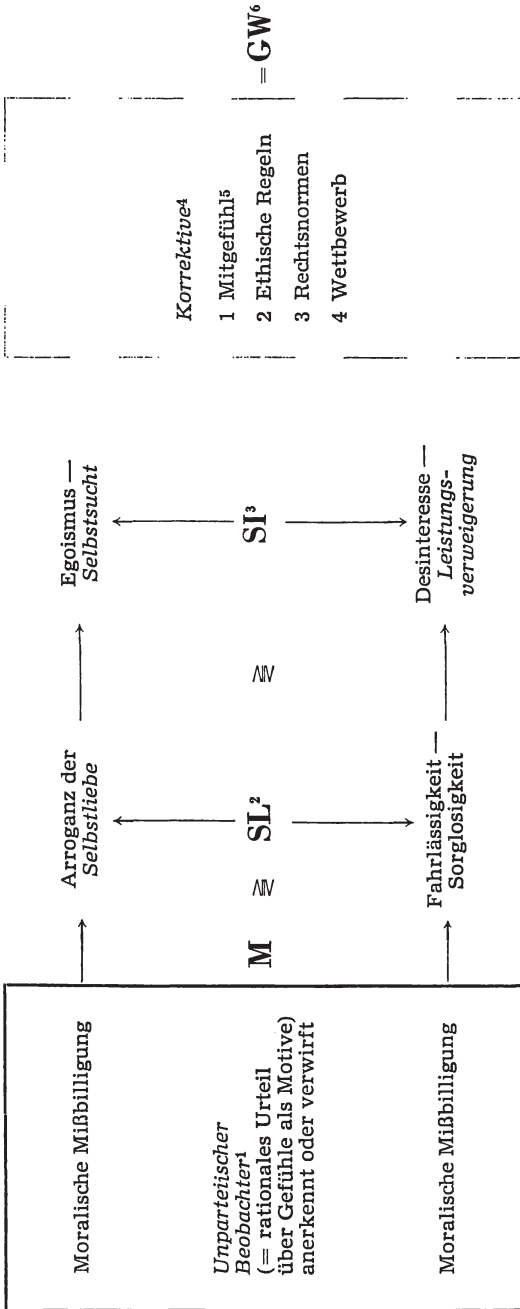 Moralische Mißbilligung
Arroganz der
Selbstliebe
Egoismus —
Selbstsucht
Unparteiischer
Beobachter¹
(= rationales Urteil
über Gefühle als Motive)
anerkennt oder verwirft
M
SL²
SI³
Korrektive⁴
1 Mitgefühl⁵
2 Ethische Regeln
3 Rechtsnormen
4 Wettbewerb
= GW⁶
Moralische Mißbilligung
Fahrlässigkeit —
Sorglosigkeit
Desinteresse —
Leistungs-
verweigerung